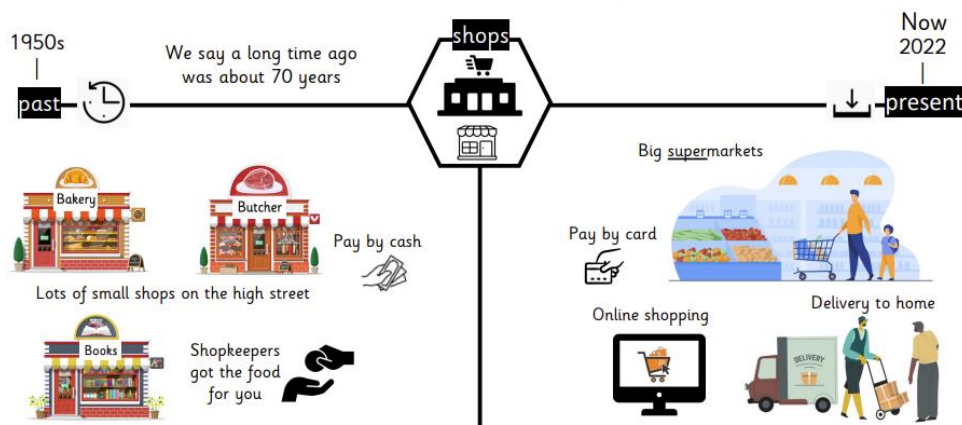 1950s
past
We say a long time ago
was about 70 years
shops
Now
2022
present
Bakery
Butcher
Pay by cash
Lots of small shops on the high street
Books
Shopkeepers
got the food
for you
Big supermarkets
Pay by card
Online shopping
Delivery to home
DELIVERY